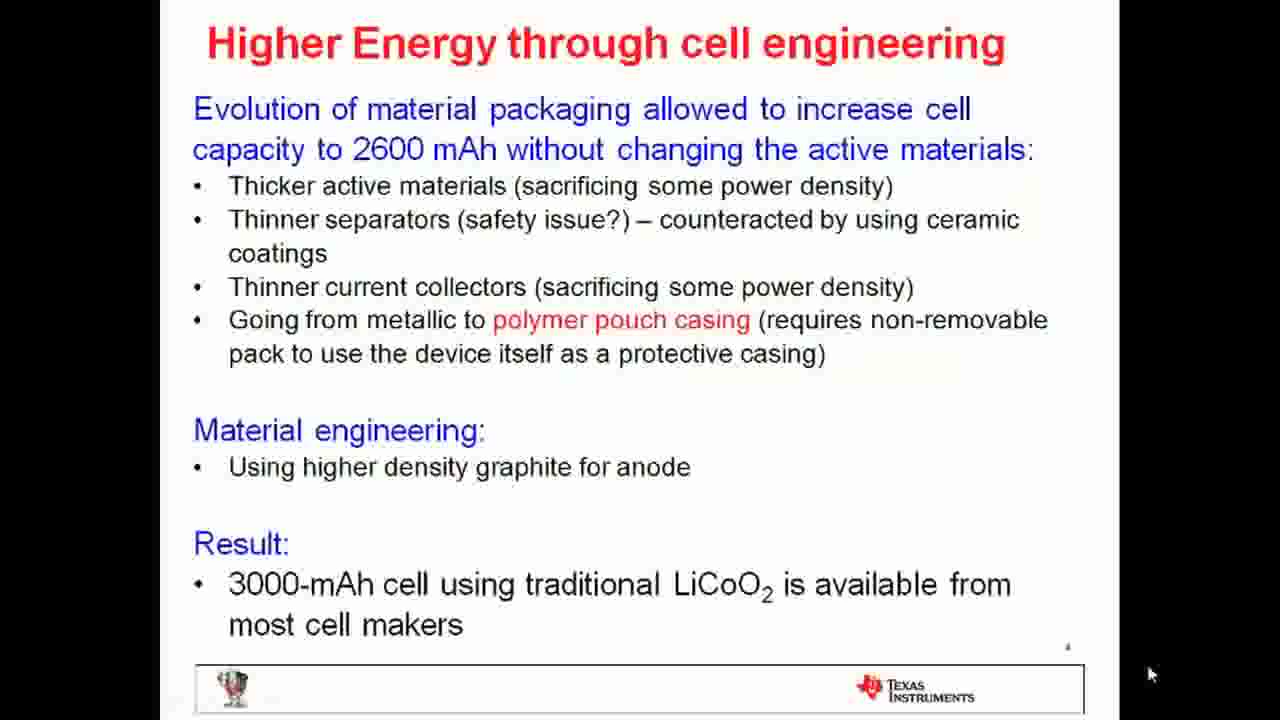 Higher Energy through cell engineering
Evolution of material packaging allowed to increase cell
capacity to 2600 mAh without changing the active materials:
• Thicker active materials (sacrificing some power density)
• Thinner separators (safety issue?) – counteracted by using ceramic
coatings
• Thinner current collectors (sacrificing some power density)
• Going from metallic to polymer pouch casing (requires non-removable
pack to use the device itself as a protective casing)
Material engineering:
• Using higher density graphite for anode
Result:
• 3000-mAh cell using traditional LiCoO₂ is available from
most cell makers
TEXAS
INSTRUMENTS